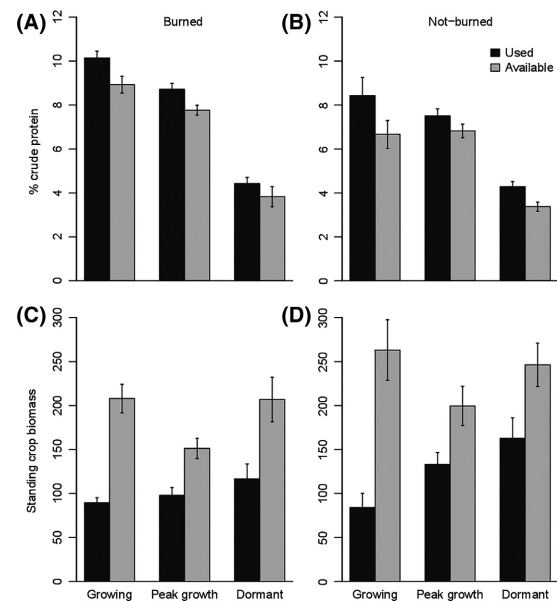 (A)
Burned
(B)
Not-burned
Used
Available
% crude protein
12
10
8
6
4
2
0
12
10
8
6
4
2
0
(C)
(D)
Standing crop biomass
300
250
200
150
100
50
0
300
250
200
150
100
50
0
Growing Peak growth Dormant
Growing Peak growth Dormant